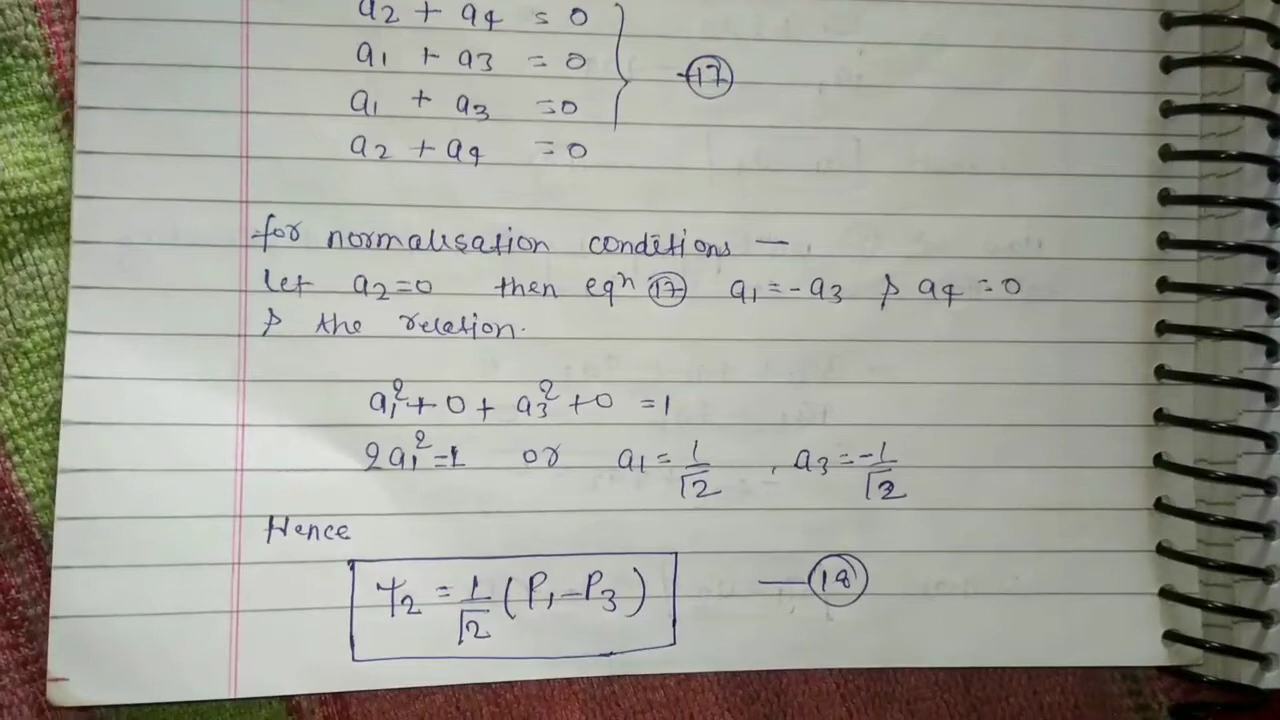 a₂ + a₄ = 0
a₁ + a₃ = 0
a₁ + a₃ = 0
a₂ + a₄ = 0
(17)
for normalisation conditions —
let a₂=0 then eqⁿ (17) a₁ = -a₃ & a₄ = 0
& the relation.
a₁² + 0 + a₃² + 0 = 1
2a₁² = 1 or a₁ = 1/√2 , a₃ = -1/√2
Hence
Ψ₂ = 1/√2 (P₁ - P₃) — (18)